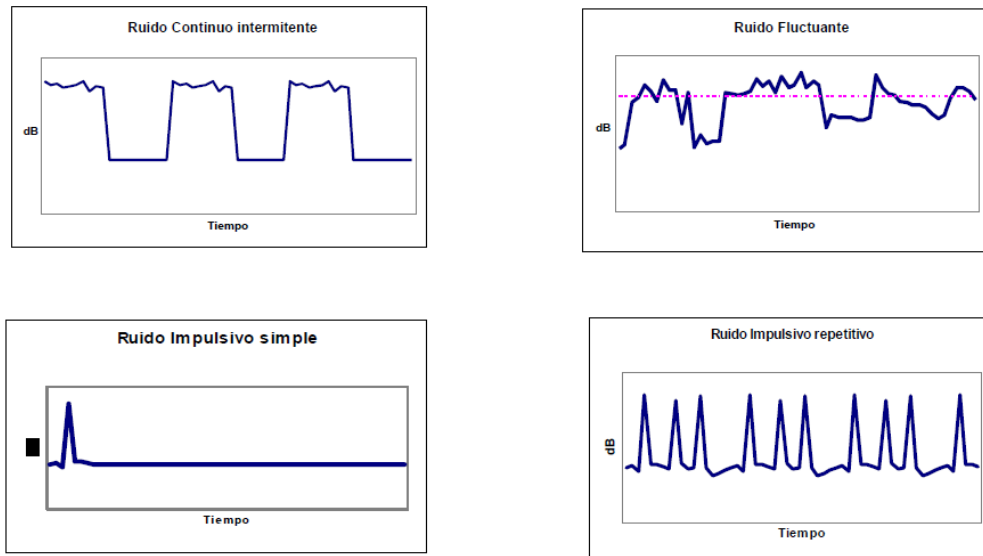 Ruido Continuo intermitente
dB
Tiempo
Ruido Fluctuante
dB
Tiempo
Ruido Impulsivo simple
Tiempo
Ruido Impulsivo repetitivo
dB
Tiempo